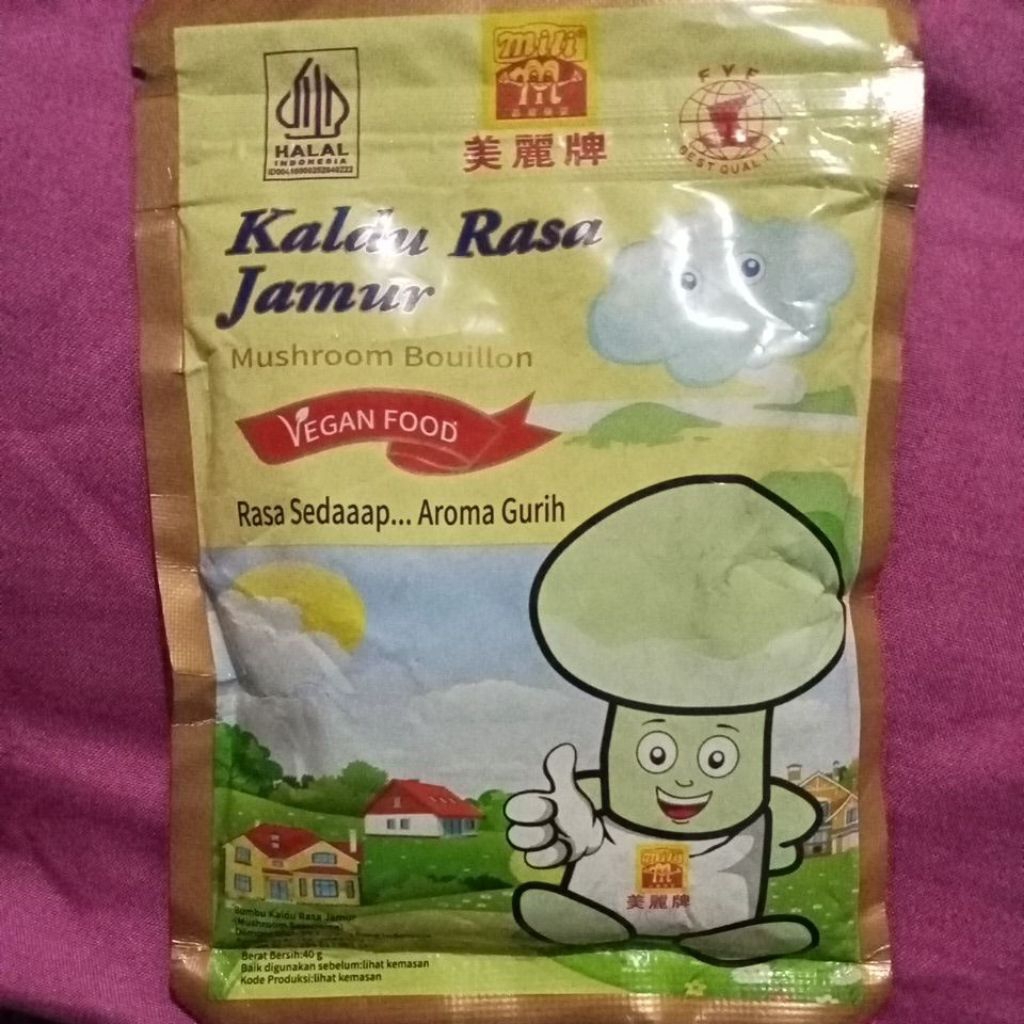 HALAL
INDONESIA
mili
美麗牌
FVF
BEST QUALITY
Kaldu Rasa
Jamur
Mushroom Bouillon
VEGAN FOOD
Rasa Sedaaap... Aroma Gurih
mili
美麗牌
Bumbu Kaldu Rasa Jamur
(Mushroom
Berat Bersih:40 g
Baik digunakan sebelum:lihat kemasan
Kode Produksi:lihat kemasan